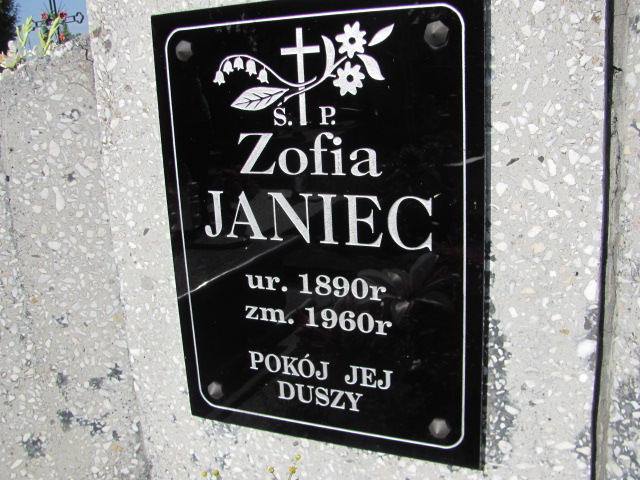 Ś. P.
Zofia
JANIEC
ur. 1890r
zm. 1960r
POKÓJ JEJ
DUSZY